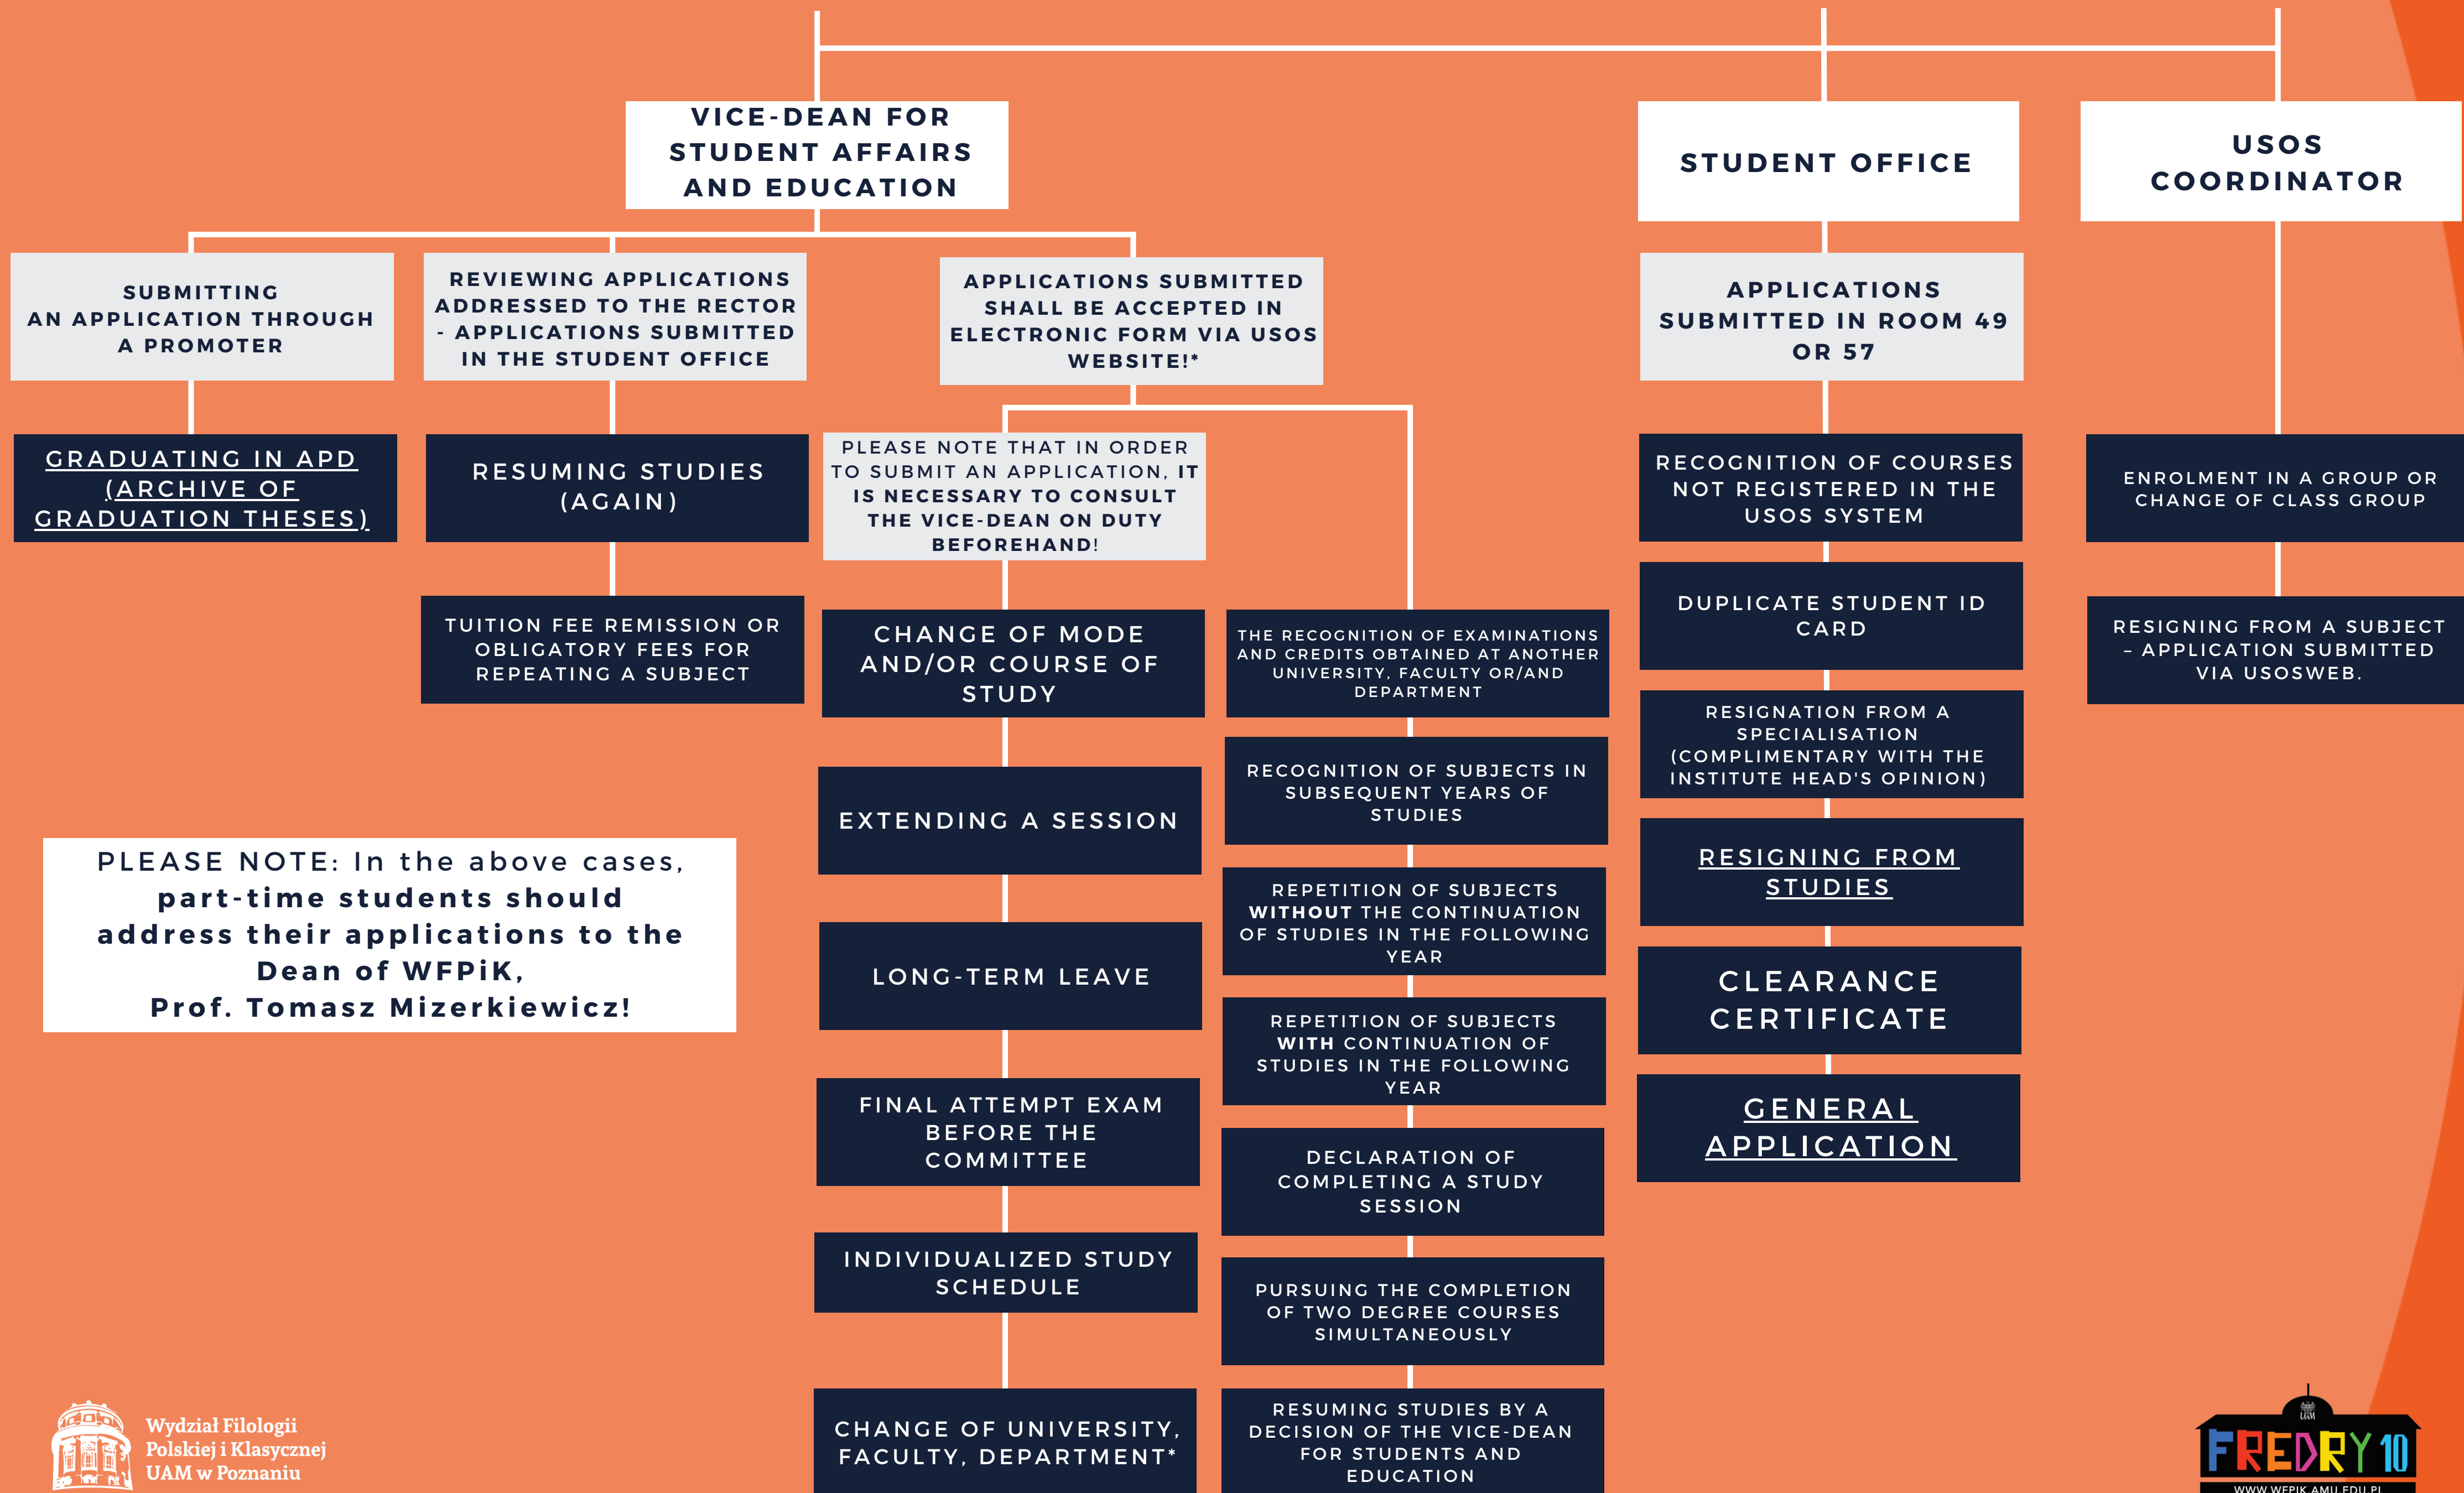 VICE-DEAN FOR
STUDENT AFFAIRS
AND EDUCATION
STUDENT OFFICE
USOS
COORDINATOR
SUBMITTING
AN APPLICATION THROUGH
A PROMOTER
REVIEWING APPLICATIONS
ADDRESSED TO THE RECTOR
- APPLICATIONS SUBMITTED
IN THE STUDENT OFFICE
APPLICATIONS SUBMITTED
SHALL BE ACCEPTED IN
ELECTRONIC FORM VIA USOS
WEBSITE!*
APPLICATIONS
SUBMITTED IN ROOM 49
OR 57
GRADUATING IN APD
(ARCHIVE OF
GRADUATION THESES)
RESUMING STUDIES
(AGAIN)
TUITION FEE REMISSION OR
OBLIGATORY FEES FOR
REPEATING A SUBJECT
PLEASE NOTE THAT IN ORDER
TO SUBMIT AN APPLICATION, IT
IS NECESSARY TO CONSULT
THE VICE-DEAN ON DUTY
BEFOREHAND!
CHANGE OF MODE
AND/OR COURSE OF
STUDY
EXTENDING A SESSION
LONG-TERM LEAVE
FINAL ATTEMPT EXAM
BEFORE THE
COMMITTEE
INDIVIDUALIZED STUDY
SCHEDULE
CHANGE OF UNIVERSITY,
FACULTY, DEPARTMENT*
THE RECOGNITION OF EXAMINATIONS
AND CREDITS OBTAINED AT ANOTHER
UNIVERSITY, FACULTY OR/AND
DEPARTMENT
RECOGNITION OF SUBJECTS IN
SUBSEQUENT YEARS OF
STUDIES
REPETITION OF SUBJECTS
WITHOUT THE CONTINUATION
OF STUDIES IN THE FOLLOWING
YEAR
REPETITION OF SUBJECTS
WITH CONTINUATION OF
STUDIES IN THE FOLLOWING
YEAR
DECLARATION OF
COMPLETING A STUDY
SESSION
PURSUING THE COMPLETION
OF TWO DEGREE COURSES
SIMULTANEOUSLY
RESUMING STUDIES BY A
DECISION OF THE VICE-DEAN
FOR STUDENTS AND
EDUCATION
RECOGNITION OF COURSES
NOT REGISTERED IN THE
USOS SYSTEM
DUPLICATE STUDENT ID
CARD
RESIGNATION FROM A
SPECIALISATION
(COMPLIMENTARY WITH THE
INSTITUTE HEAD'S OPINION)
RESIGNING FROM
STUDIES
CLEARANCE
CERTIFICATE
GENERAL
APPLICATION
ENROLMENT IN A GROUP OR
CHANGE OF CLASS GROUP
RESIGNING FROM A SUBJECT
– APPLICATION SUBMITTED
VIA USOSWEB.
PLEASE NOTE: In the above cases,
part-time students should
address their applications to the
Dean of WFPiK,
Prof. Tomasz Mizerkiewicz!
Wydział Filologii
Polskiej i Klasycznej
UAM w Poznaniu
UAM
FREDRY 10
WWW.WFPIK.AMU.EDU.PL